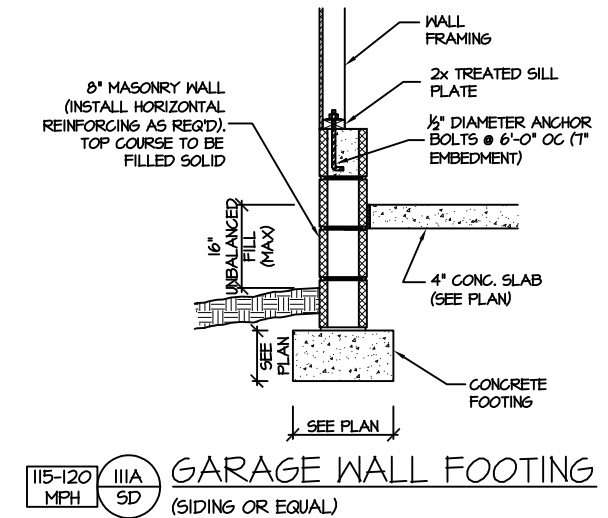 WALL
FRAMING
8" MASONRY WALL
(INSTALL HORIZONTAL
REINFORCING AS REQ'D).
TOP COURSE TO BE
FILLED SOLID
2x TREATED SILL
PLATE
½" DIAMETER ANCHOR
BOLTS @ 6'-0" OC (7"
EMBEDMENT)
16"
UNBALANCED
FILL
(MAX)
4" CONC. SLAB
(SEE PLAN)
SEE
PLAN
CONCRETE
FOOTING
SEE PLAN
115-120
MPH
111A
SD
GARAGE WALL FOOTING
(SIDING OR EQUAL)